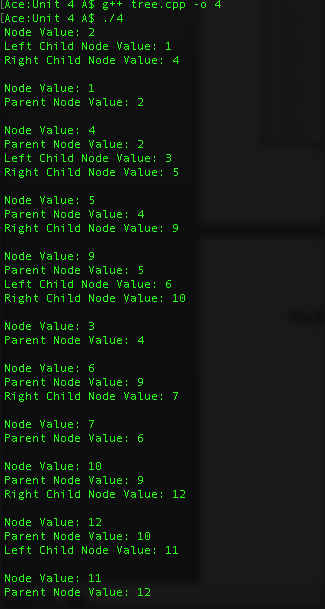 [Ace:Unit 4 A$ g++ tree.cpp -o 4
[Ace:Unit 4 A$ ./4
Node Value: 2
Left Child Node Value: 1
Right Child Node Value: 4
Node Value: 1
Parent Node Value: 2
Node Value: 4
Parent Node Value: 2
Left Child Node Value: 3
Right Child Node Value: 5
Node Value: 5
Parent Node Value: 4
Right Child Node Value: 9
Node Value: 9
Parent Node Value: 5
Left Child Node Value: 6
Right Child Node Value: 10
Node Value: 3
Parent Node Value: 4
Node Value: 6
Parent Node Value: 9
Right Child Node Value: 7
Node Value: 7
Parent Node Value: 6
Node Value: 10
Parent Node Value: 9
Right Child Node Value: 12
Node Value: 12
Parent Node Value: 10
Left Child Node Value: 11
Node Value: 11
Parent Node Value: 12